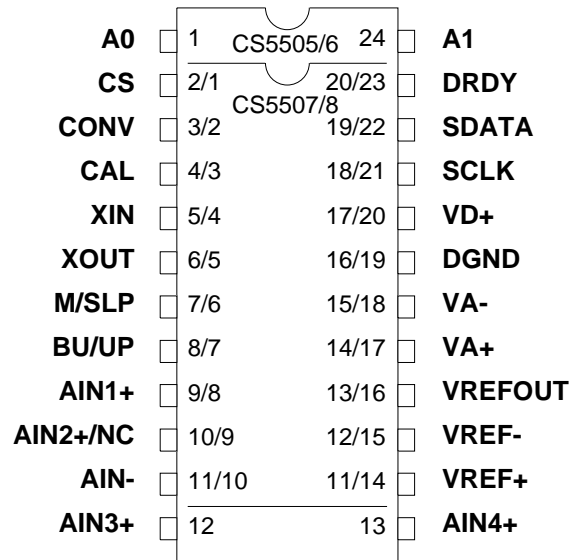 A0 1 CS5505/6 24 A1
CS 2/1 20/23 DRDY
CS5507/8
CONV 3/2 19/22 SDATA
CAL 4/3 18/21 SCLK
XIN 5/4 17/20 VD+
XOUT 6/5 16/19 DGND
M/SLP 7/6 15/18 VA-
BU/UP 8/7 14/17 VA+
AIN1+ 9/8 13/16 VREFOUT
AIN2+/NC 10/9 12/15 VREF-
AIN- 11/10 11/14 VREF+
AIN3+ 12 13 AIN4+